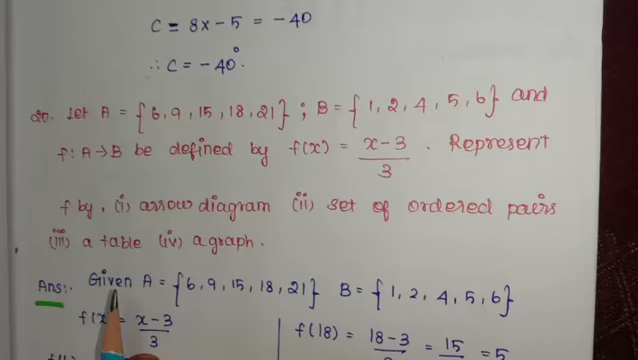 C = 8x - 5 = -40
∴ C = -40°.
20. Let A = {6, 9, 15, 18, 21} ; B = {1, 2, 4, 5, 6} and
f: A→B be defined by f(x) = (x-3)/3 . Represent
f by, (i) arrow diagram (ii) set of ordered pairs
(iii) a table (iv) a graph.
Ans:- Given A = {6, 9, 15, 18, 21} B = {1, 2, 4, 5, 6}
f(x) = (x-3)/3
f(18) = 18-3 = 15 = 5